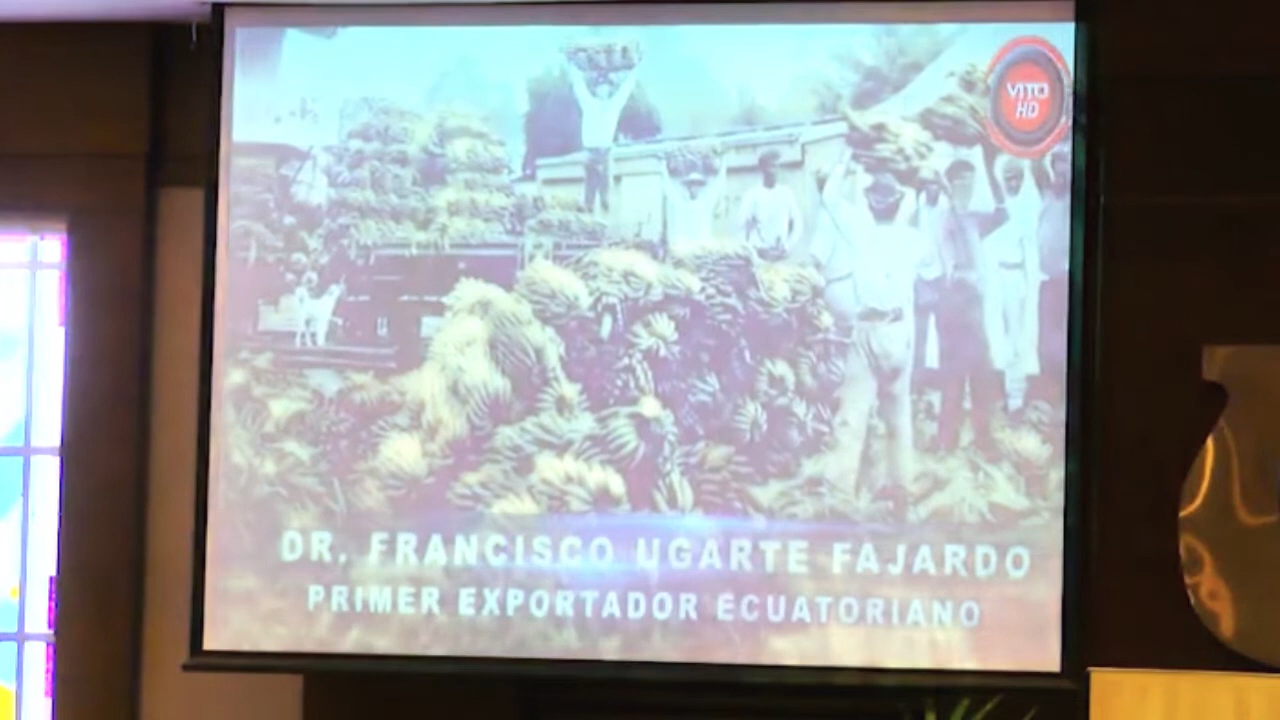 VITO
HD
DR. FRANCISCO UGARTE FAJARDO
PRIMER EXPORTADOR ECUATORIANO